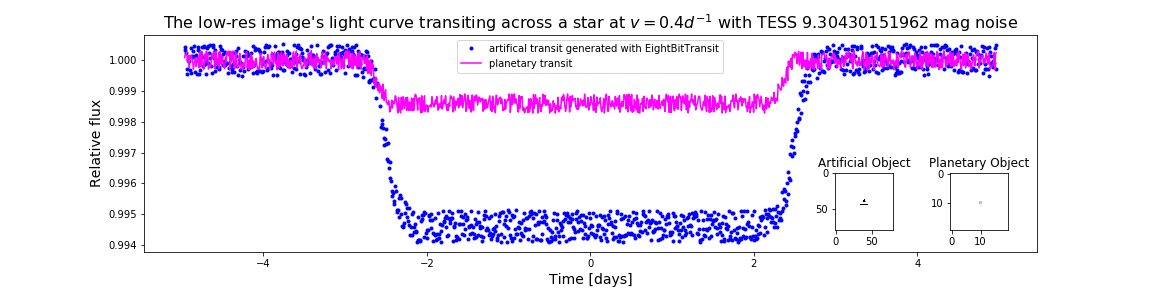 The low-res image's light curve transiting across a star at v = 0.4d⁻¹ with TESS 9.30430151962 mag noise
artifical transit generated with EightBitTransit
planetary transit
Relative flux
1.000
0.999
0.998
0.997
0.996
0.995
0.994
Artificial Object
0
50
0 50
Planetary Object
0
10
0 10
−4 −2 0 2 4
Time [days]